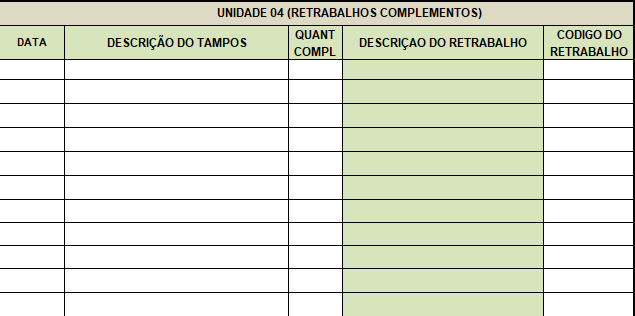 UNIDADE 04 (RETRABALHOS COMPLEMENTOS)
DATA
DESCRIÇÃO DO TAMPOS
QUANT
COMPL
DESCRIÇAO DO RETRABALHO
CODIGO DO
RETRABALHO